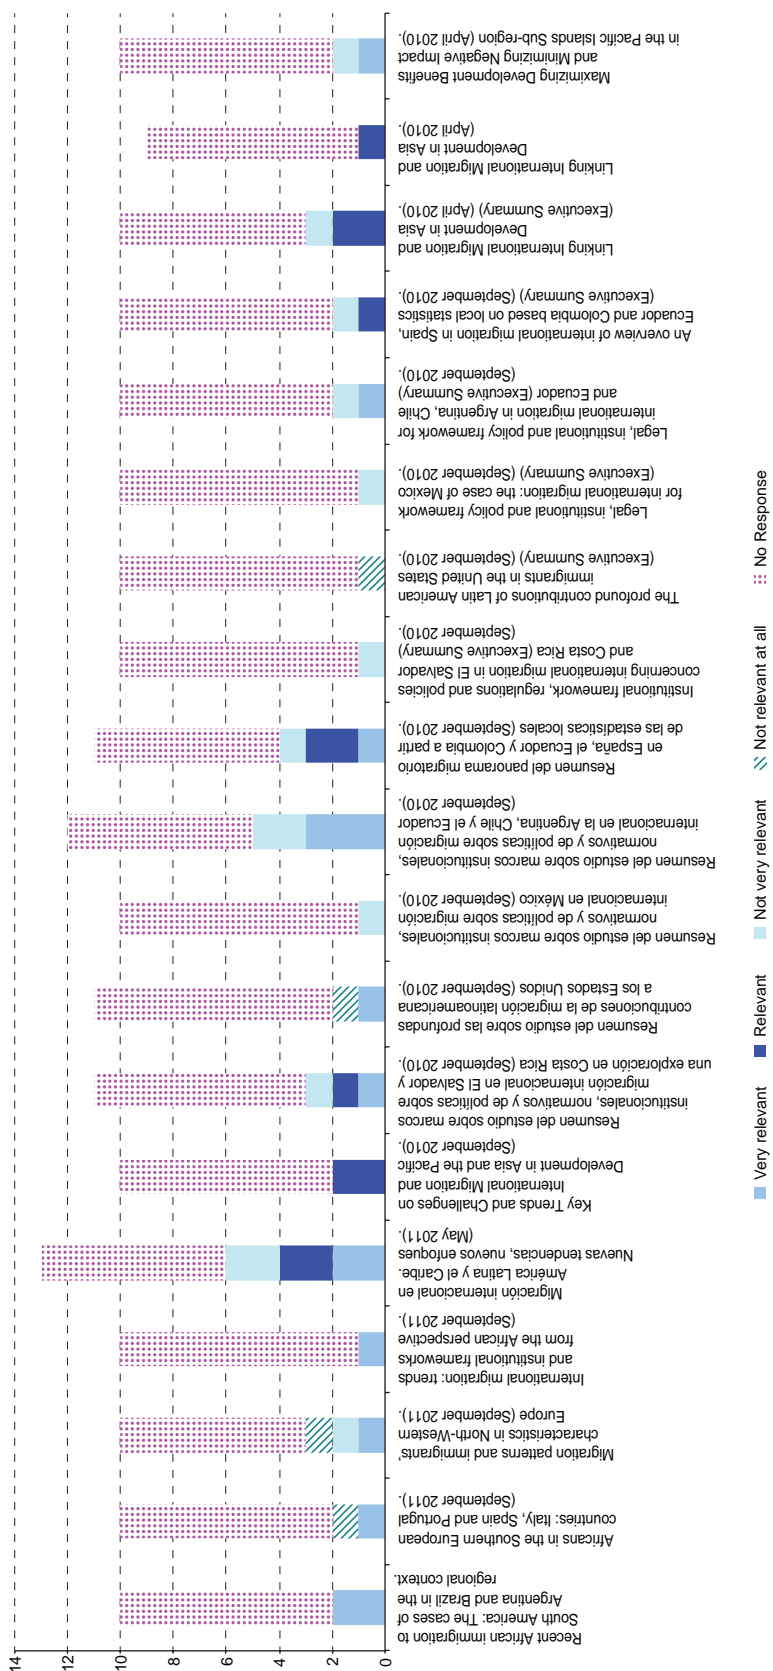 14
12
10
8
6
4
2
0
Recent African immigration to
South America: The cases of
Argentina and Brazil in the
regional context.
Africans in the Southern European
countries: Italy, Spain and Portugal
(September 2011).
Migration patterns and immigrants'
characteristics in North-Western
Europe (September 2011).
International migration: trends
and institutional frameworks
from the African perspective
(September 2011).
Migración internacional en
América Latina y el Caribe.
Nuevas tendencias, nuevos enfoques
(May 2011).
Key Trends and Challenges on
International Migration and
Development in Asia and the Pacific
(September 2010).
Resumen del estudio sobre marcos
institucionales, normativos y de políticas sobre
migración internacional en El Salvador y
una exploración en Costa Rica (September 2010).
Resumen del estudio sobre las profundas
contribuciones de la migración latinoamericana
a los Estados Unidos (September 2010).
Resumen del estudio sobre marcos institucionales,
normativos y de políticas sobre migración
internacional en México (September 2010).
Resumen del estudio sobre marcos institucionales,
normativos y de políticas sobre migración
internacional en la Argentina, Chile y el Ecuador
(September 2010).
Resumen del panorama migratorio
en España, el Ecuador y Colombia a partir
de las estadísticas locales (September 2010).
Institutional framework, regulations and policies
concerning international migration in El Salvador
and Costa Rica (Executive Summary)
(September 2010).
The profound contributions of Latin American
immigrants in the United States
(Executive Summary) (September 2010).
Legal, institutional and policy framework
for international migration: the case of Mexico
(Executive Summary) (September 2010).
Legal, institutional and policy framework for
international migration in Argentina, Chile
and Ecuador (Executive Summary)
(September 2010).
An overview of international migration in Spain,
Ecuador and Colombia based on local statistics
(Executive Summary) (September 2010).
Linking International Migration and
Development in Asia
(Executive Summary) (April 2010).
Linking International Migration and
Development in Asia
(April 2010).
Maximizing Development Benefits
and Minimizing Negative Impact
in the Pacific Islands Sub-region (April 2010).
Very relevant
Relevant
Not very relevant
Not relevant at all
No Response